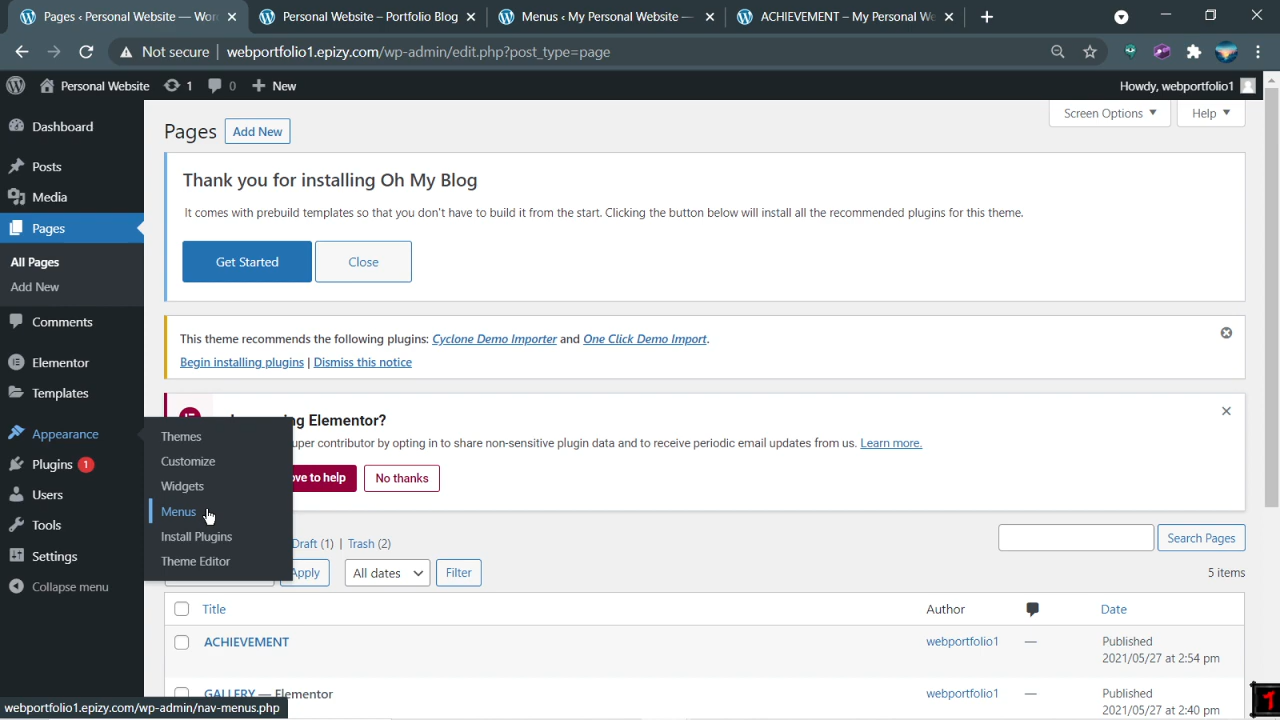 Pages ‹ My Personal Website — Wor
Personal Website – Portfolio Blog
Menus ‹ My Personal Website —
ACHIEVEMENT – My Personal We
Not secure
webportfolio1.epizy.com/wp-admin/edit.php?post_type=page
Personal Website
1
0
New
Howdy, webportfolio1
Dashboard
Posts
Media
Pages
All Pages
Add New
Comments
Elementor
Templates
Appearance
Plugins 1
Users
Tools
Settings
Collapse menu
Themes
Customize
Widgets
Menus
Install Plugins
Theme Editor
Pages
Add New
Screen Options
Help
Thank you for installing Oh My Blog
It comes with prebuild templates so that you don't have to build it from the start. Clicking the button below will install all the recommended plugins for this theme.
Get Started
Close
This theme recommends the following plugins: Cyclone Demo Importer and One Click Demo Import.
Begin installing plugins | Dismiss this notice
Elementor?
contributor by opting in to share non-sensitive plugin data and to receive periodic email updates from us. Learn more.
to help
No thanks
Draft (1) | Trash (2)
Search Pages
Apply
All dates
Filter
5 items
Title
Author
Date
ACHIEVEMENT
webportfolio1
—
Published
2021/05/27 at 2:54 pm
GALLERY — Elementor
webportfolio1
—
Published
2021/05/27 at 2:40 pm
webportfolio1.epizy.com/wp-admin/nav-menus.php
1